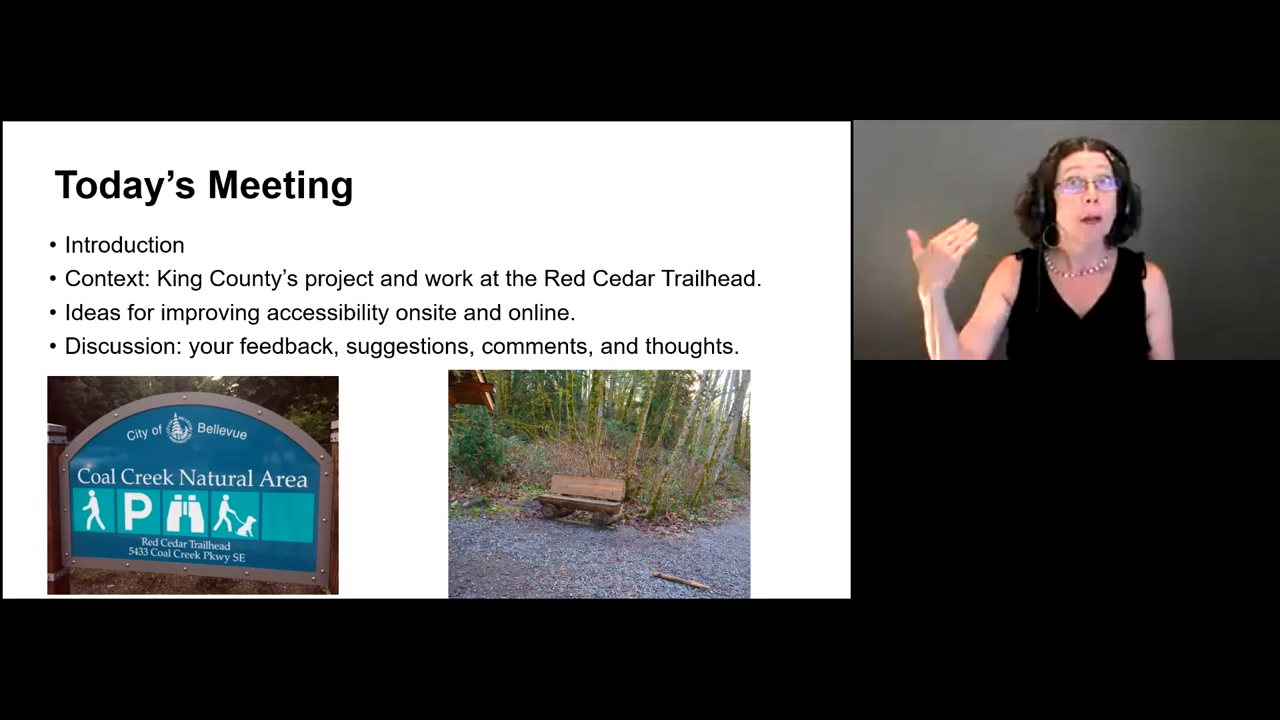 Today’s Meeting
• Introduction
• Context: King County’s project and work at the Red Cedar Trailhead.
• Ideas for improving accessibility onsite and online.
• Discussion: your feedback, suggestions, comments, and thoughts.
City of Bellevue
Coal Creek Natural Area
P
Red Cedar Trailhead
5433 Coal Creek Pkwy SE